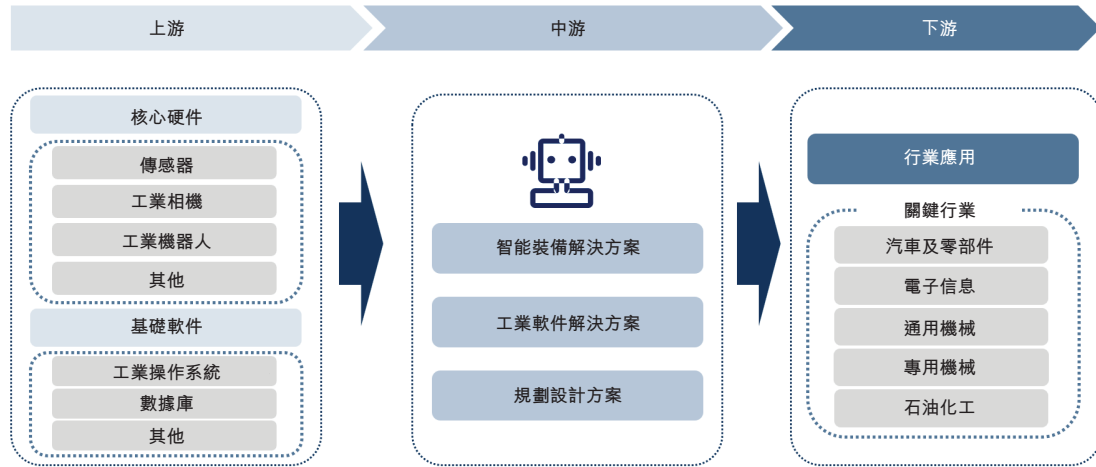 上游
中游
下游
核心硬件
傳感器
工業相機
工業機器人
其他
基礎軟件
工業操作系統
數據庫
其他
智能裝備解決方案
工業軟件解決方案
規劃設計方案
行業應用
關鍵行業
汽車及零部件
電子信息
通用機械
專用機械
石油化工